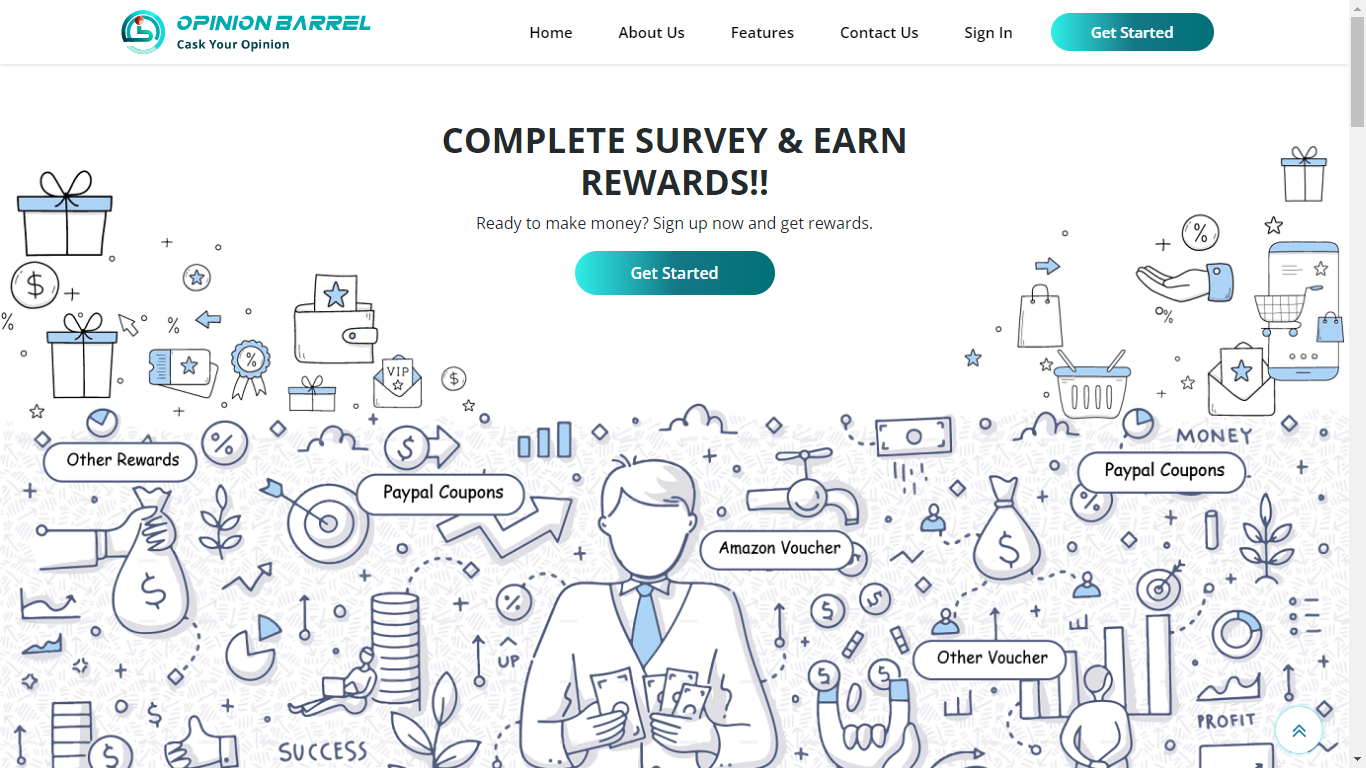 OPINION BARREL
Cask Your Opinion
Home
About Us
Features
Contact Us
Sign In
Get Started
COMPLETE SURVEY & EARN
REWARDS!!
Ready to make money? Sign up now and get rewards.
Get Started
$
%
%
%
%
VIP
$
%
Other Rewards
%
$
Paypal Coupons
MONEY
Paypal Coupons
%
Amazon Voucher
$
$
%
$
$
UP
Other Voucher
$
$
$
$
PROFIT
SUCCESS